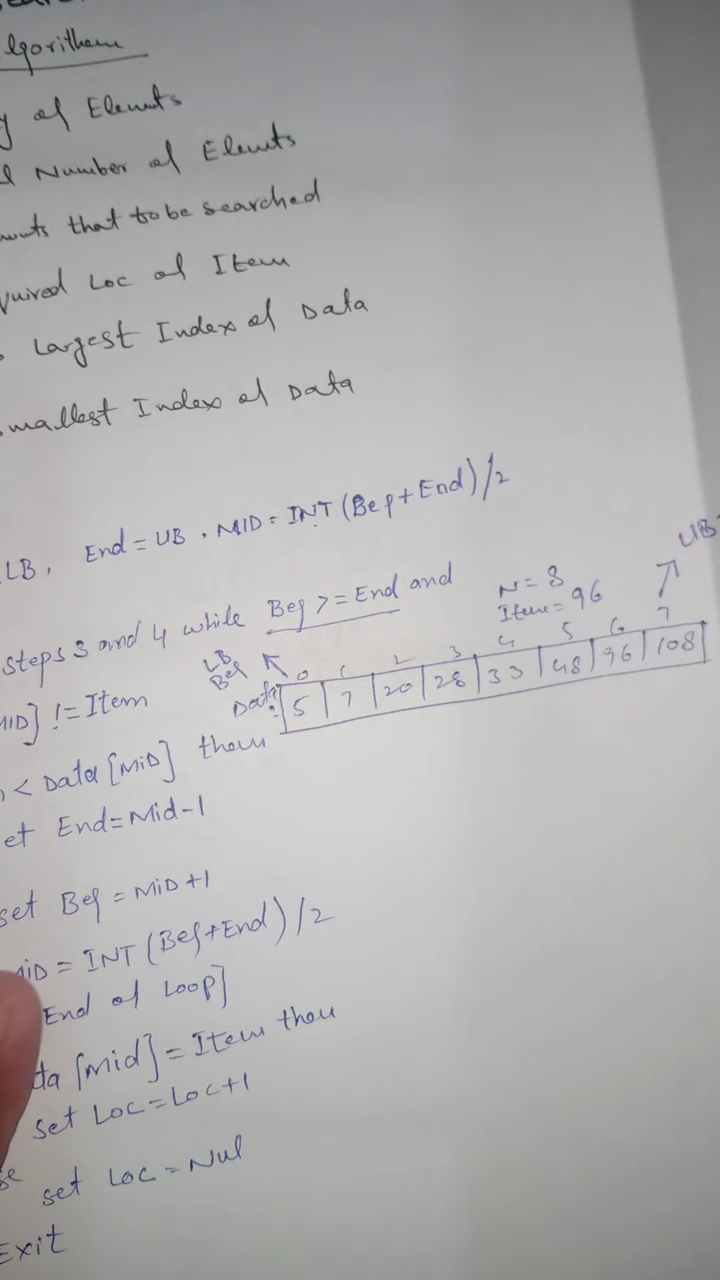 lgorithem
y of Elemts
Number of Elemts
that to be searched
quired Loc of Item
Largest Index of Data
mallest Index of Data
LB, End = UB, MID = INT (Beg + End)/2
steps 3 and 4 while Beg >= End and
MID] != Item
< Data [MID] then
et End = Mid-1
set Beg = MID+1
MID = INT (Beg+End)/2
End of Loop]
ta [mid] = Item then
set Loc = Loc+1
se
set Loc = Nul
Exit
N = 8
Item = 96
UB
LB
Beg
0 1 2 3 4 5 6 7
Data: 5 7 20 28 33 48 96 108